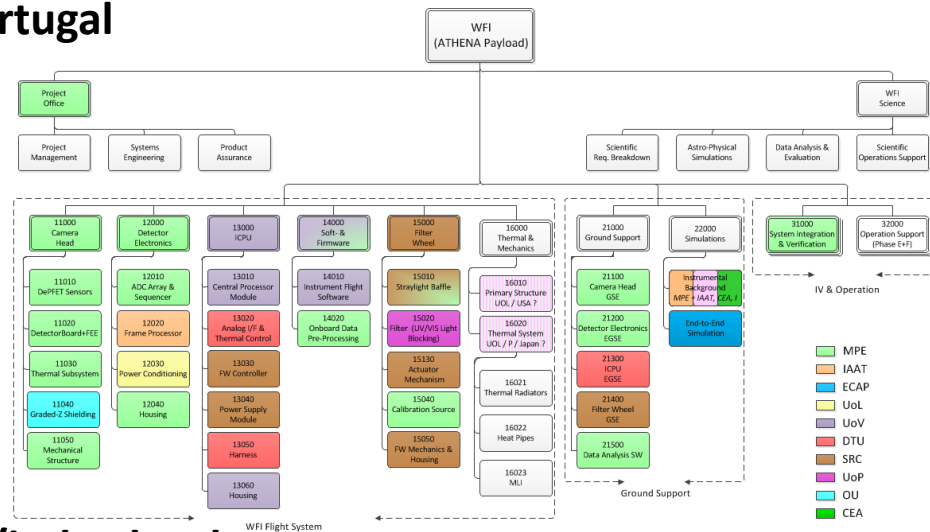 rtugal
WFI
(ATHENA Payload)
Project
Office
WFI
Science
Project
Management
Systems
Engineering
Product
Assurance
Scientific
Req. Breakdown
Astro-Physical
Simulations
Data Analysis &
Evaluation
Scientific
Operations Support
11000
Camera
Head
12000
Detector
Electronics
13000
ICPU
14000
Soft- &
Firmware
15000
Filter
Wheel
16000
Thermal &
Mechanics
21000
Ground Support
22000
Simulations
31000
System Integration
& Verification
32000
Operation Support
(Phase E+F)
11010
DePFET Sensors
12010
ADC Array &
Sequencer
13010
Central Processor
Module
14010
Instrument Flight
Software
15010
Straylight Baffle
16010
Primary Structure
UOL / USA ?
21100
Camera Head
GSE
Instrumental
Background
MPE + IAAT, CEA, I
IV & Operation
11020
DetectorBoard+FEE
12020
Frame Processor
13020
Analog I/F &
Thermal Control
14020
Onboard Data
Pre-Processing
15020
Filter (UV/VIS Light
Blocking)
16020
Thermal System
UOL / P / Japan ?
21200
Detector Electronics
EGSE
End-to-End
Simulation
11030
Thermal Subsystem
12030
Power Conditioning
13030
FW Controller
15130
Actuator
Mechanism
16021
Thermal Radiators
21300
ICPU
EGSE
11040
Graded-Z Shielding
12040
Housing
13040
Power Supply
Module
15040
Calibration Source
16022
Heat Pipes
21400
Filter Wheel
GSE
11050
Mechanical
Structure
13050
Harness
15050
FW Mechanics &
Housing
16023
MLI
21500
Data Analysis SW
13060
Housing
Ground Support
WFI Flight System
MPE
IAAT
ECAP
UoL
UoV
DTU
SRC
UoP
OU
CEA